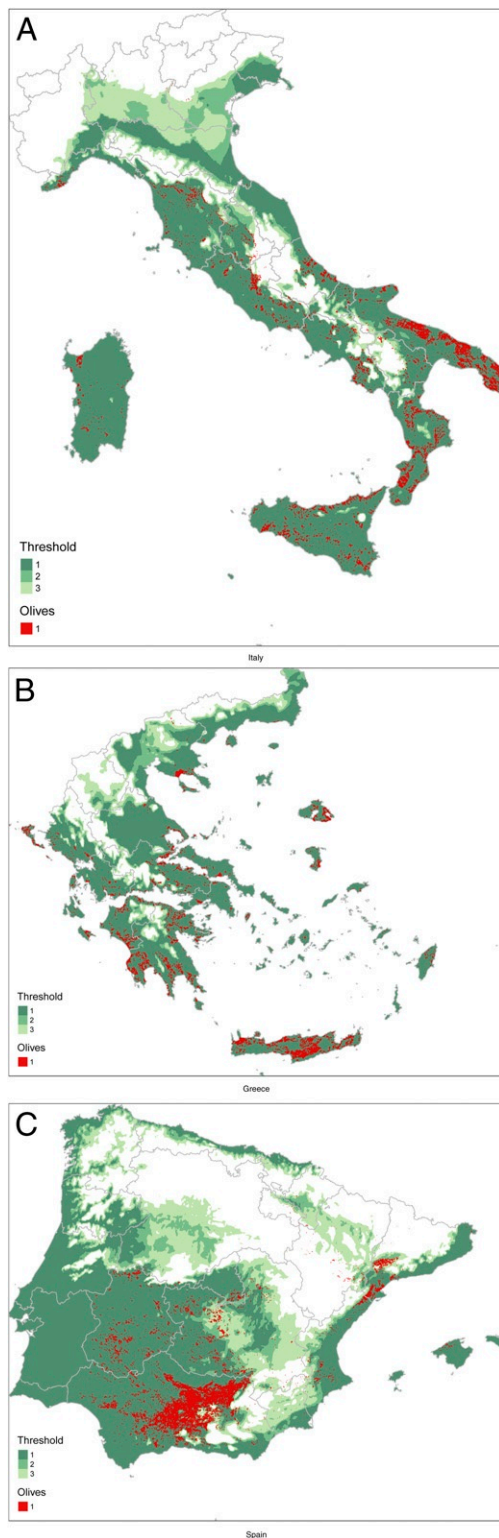 A
Threshold
1
2
3
Olives
1
Italy
B
Threshold
1
2
3
Olives
1
Greece
C
Threshold
1
2
3
Olives
1
Spain